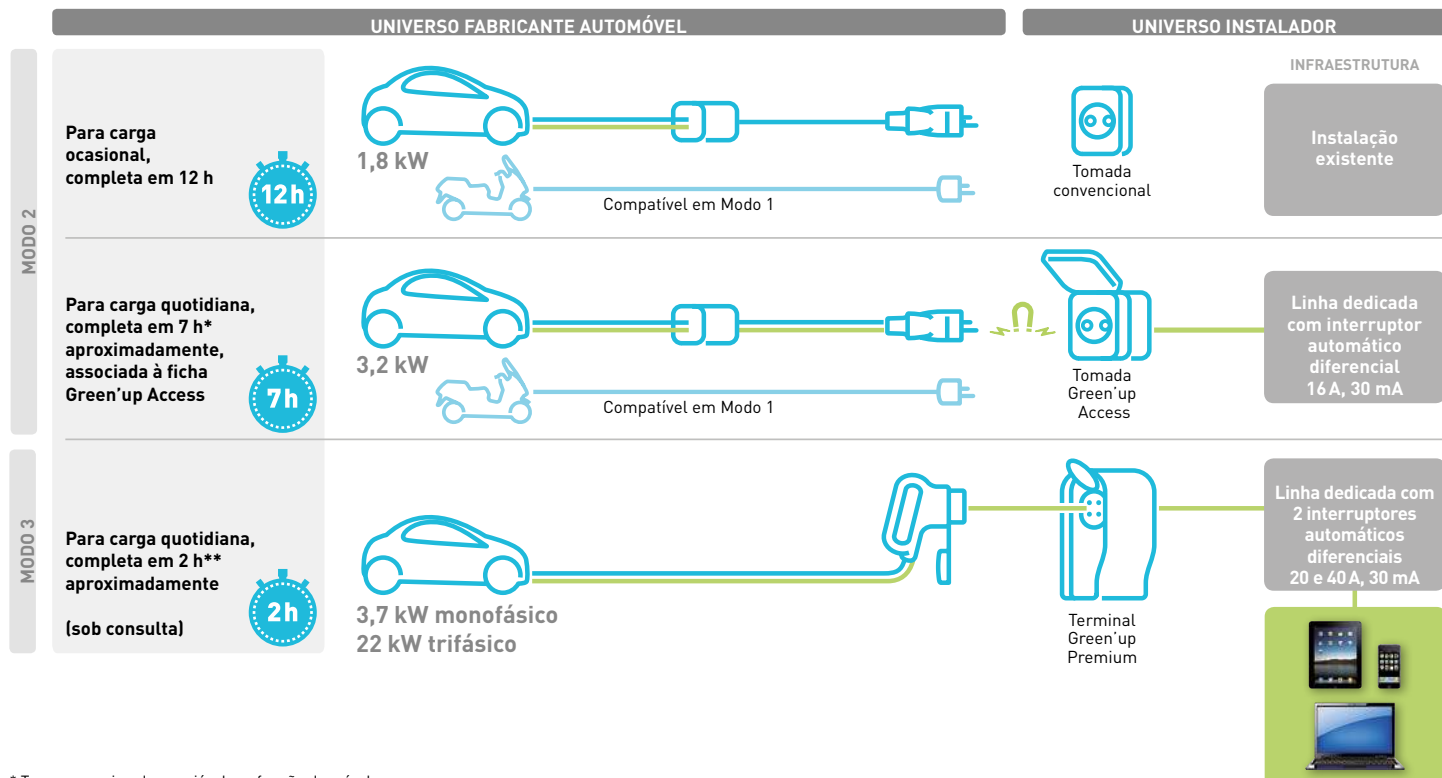 UNIVERSO FABRICANTE AUTOMÓVEL
UNIVERSO INSTALADOR
INFRAESTRUTURA
MODO 2
Para carga
ocasional,
completa em 12 h
12h
1,8 kW
Compatível em Modo 1
Tomada
convencional
Instalação
existente
Para carga quotidiana,
completa em 7 h*
aproximadamente,
associada à ficha
Green'up Access
7h
3,2 kW
Compatível em Modo 1
Tomada
Green'up
Access
Linha dedicada
com interruptor
automático
diferencial
16 A, 30 mA
MODO 3
Para carga quotidiana,
completa em 2 h**
aproximadamente
(sob consulta)
2h
3,7 kW monofásico
22 kW trifásico
Terminal
Green'up
Premium
Linha dedicada com
2 interruptores
automáticos
diferenciais
20 e 40 A, 30 mA